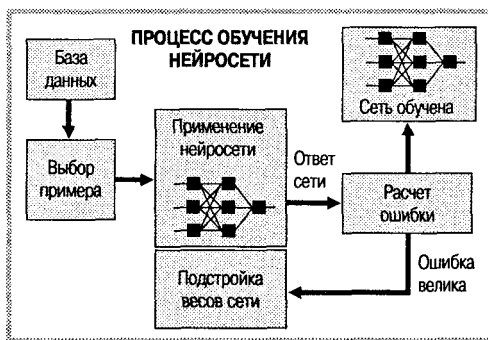 ПРОЦЕСС ОБУЧЕНИЯ
НЕЙРОСЕТИ
База
данных
Выбор
примера
Применение
нейросети
Ответ
сети
Расчет
ошибки
Сеть обучена
Ошибка
велика
Подстройка
весов сети